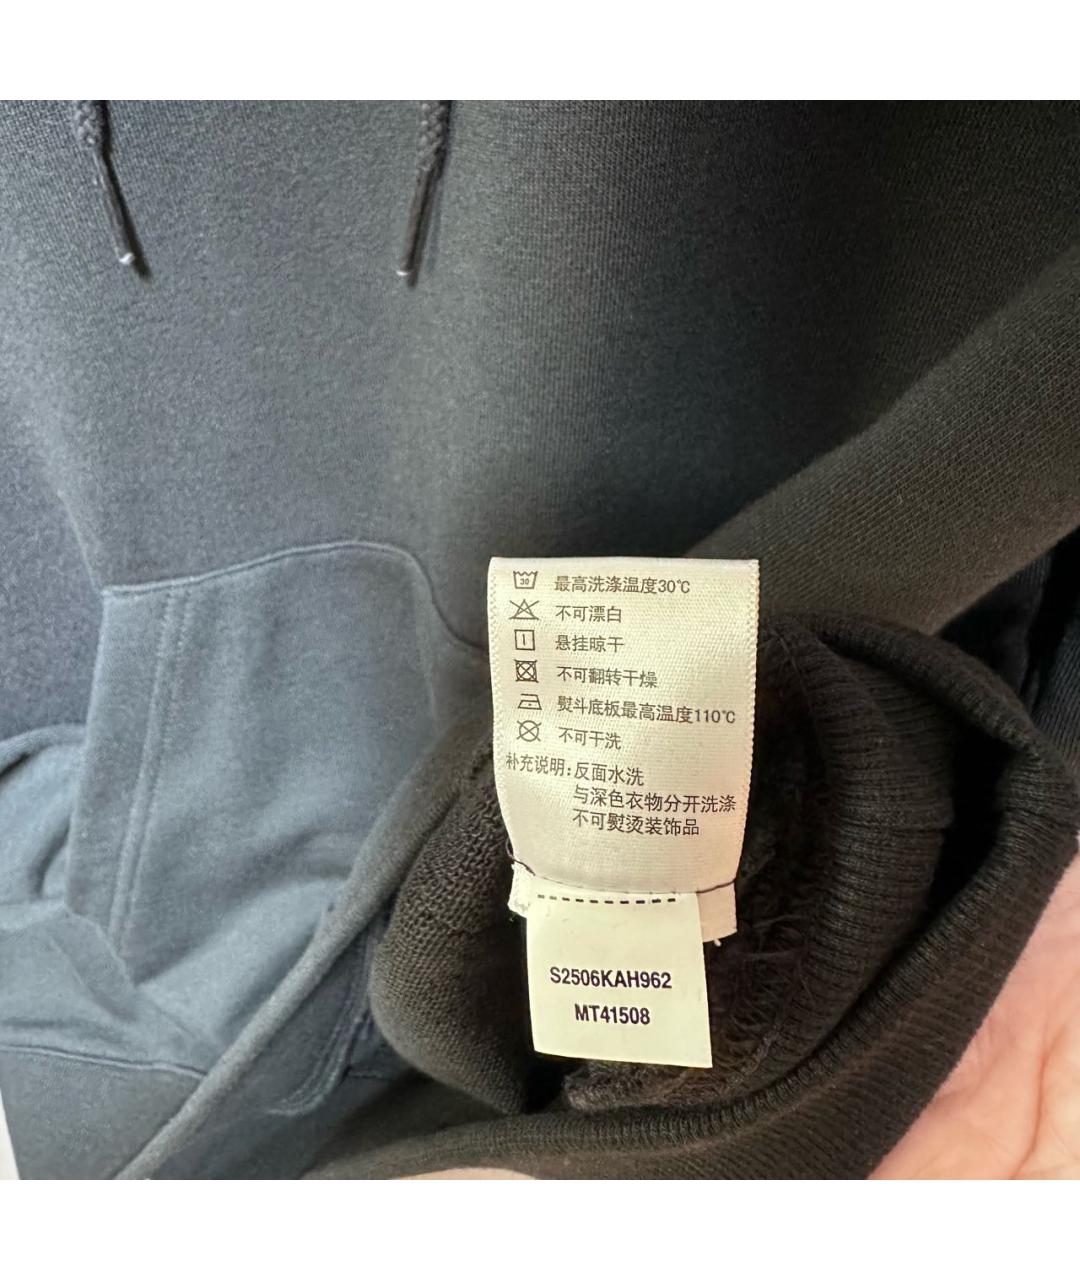 30 最高洗涤温度30℃
不可漂白
悬挂晾干
不可翻转干燥
熨斗底板最高温度110℃
不可干洗
补充说明:反面水洗
与深色衣物分开洗涤
不可熨烫装饰品
S2506KAH962
MT41508